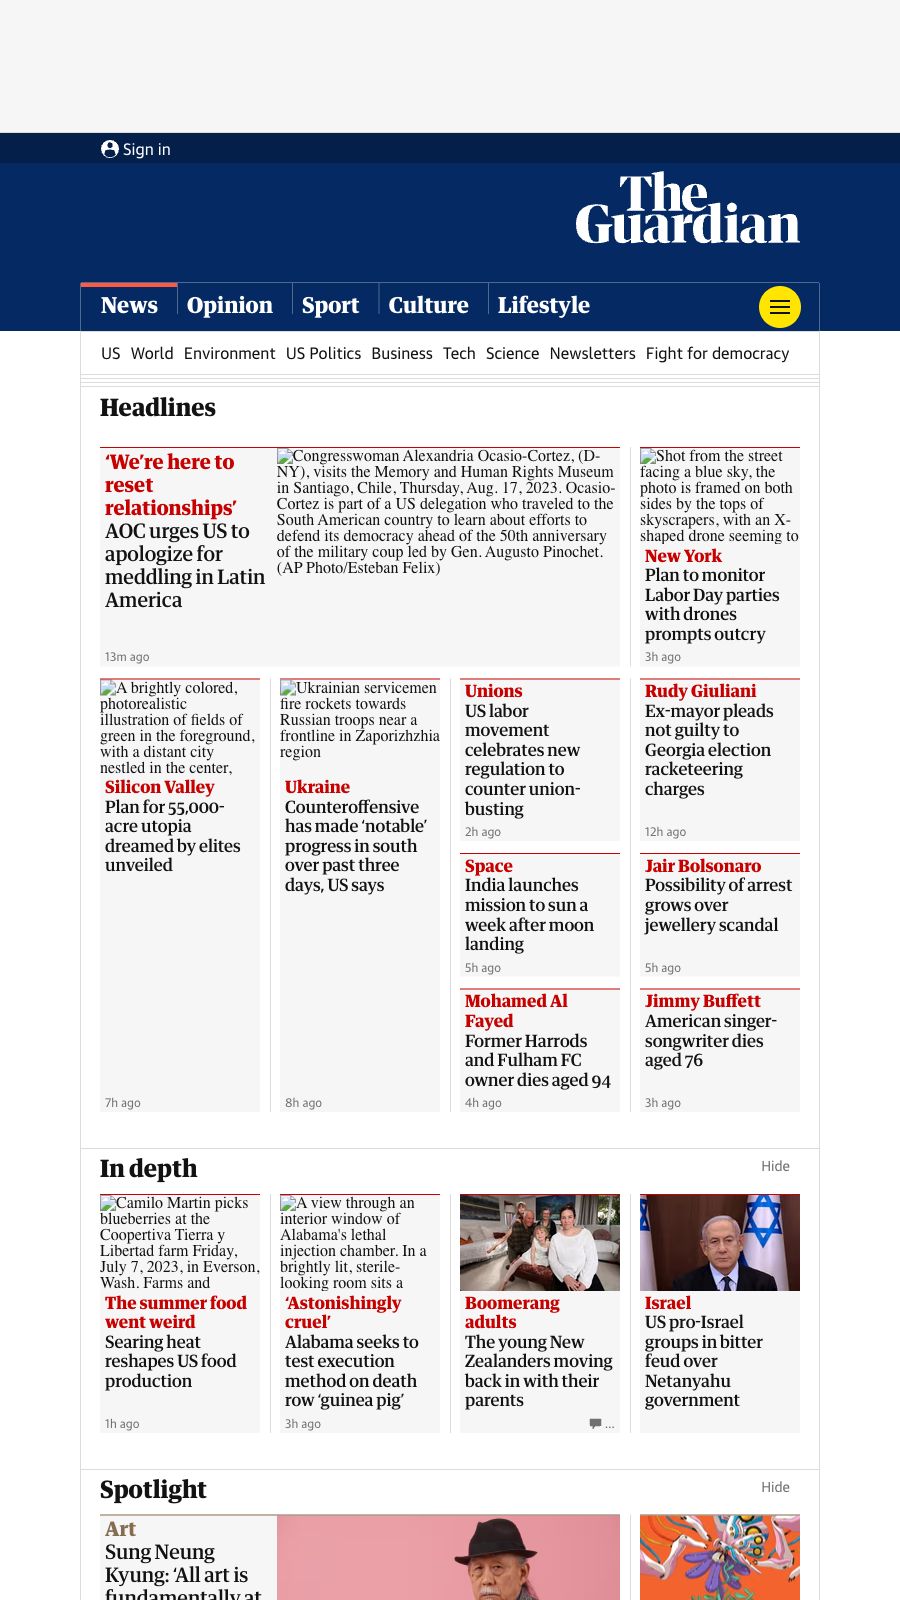 Sign in
The
Guardian
News
Opinion
Sport
Culture
Lifestyle
US World Environment US Politics Business Tech Science Newsletters Fight for democracy
Headlines
‘We’re here to
reset
relationships’
AOC urges US to
apologize for
meddling in Latin
America
13m ago
Congresswoman Alexandria Ocasio-Cortez, (D-
NY), visits the Memory and Human Rights Museum
in Santiago, Chile, Thursday, Aug. 17, 2023. Ocasio-
Cortez is part of a US delegation who traveled to the
South American country to learn about efforts to
defend its democracy ahead of the 50th anniversary
of the military coup led by Gen. Augusto Pinochet.
(AP Photo/Esteban Felix)
Shot from the street
facing a blue sky, the
photo is framed on both
sides by the tops of
skyscrapers, with an X-
shaped drone seeming to
New York
Plan to monitor
Labor Day parties
with drones
prompts outcry
3h ago
A brightly colored,
photorealistic
illustration of fields of
green in the foreground,
with a distant city
nestled in the center,
Silicon Valley
Plan for 55,000-
acre utopia
dreamed by elites
unveiled
7h ago
Ukrainian servicemen
fire rockets towards
Russian troops near a
frontline in Zaporizhzhia
region
Ukraine
Counteroffensive
has made ‘notable’
progress in south
over past three
days, US says
8h ago
Unions
US labor
movement
celebrates new
regulation to
counter union-
busting
2h ago
Rudy Giuliani
Ex-mayor pleads
not guilty to
Georgia election
racketeering
charges
12h ago
Space
India launches
mission to sun a
week after moon
landing
5h ago
Jair Bolsonaro
Possibility of arrest
grows over
jewellery scandal
5h ago
Mohamed Al
Fayed
Former Harrods
and Fulham FC
owner dies aged 94
4h ago
Jimmy Buffett
American singer-
songwriter dies
aged 76
3h ago
In depth
Hide
Camilo Martin picks
blueberries at the
Coopertiva Tierra y
Libertad farm Friday,
July 7, 2023, in Everson,
Wash. Farms and
The summer food
went weird
Searing heat
reshapes US food
production
1h ago
A view through an
interior window of
Alabama's lethal
injection chamber. In a
brightly lit, sterile-
looking room sits a
‘Astonishingly
cruel’
Alabama seeks to
test execution
method on death
row ‘guinea pig’
3h ago
Boomerang
adults
The young New
Zealanders moving
back in with their
parents
...
Israel
US pro-Israel
groups in bitter
feud over
Netanyahu
government
Spotlight
Hide
Art
Sung Neung
Kyung: ‘All art is
fundamentally at